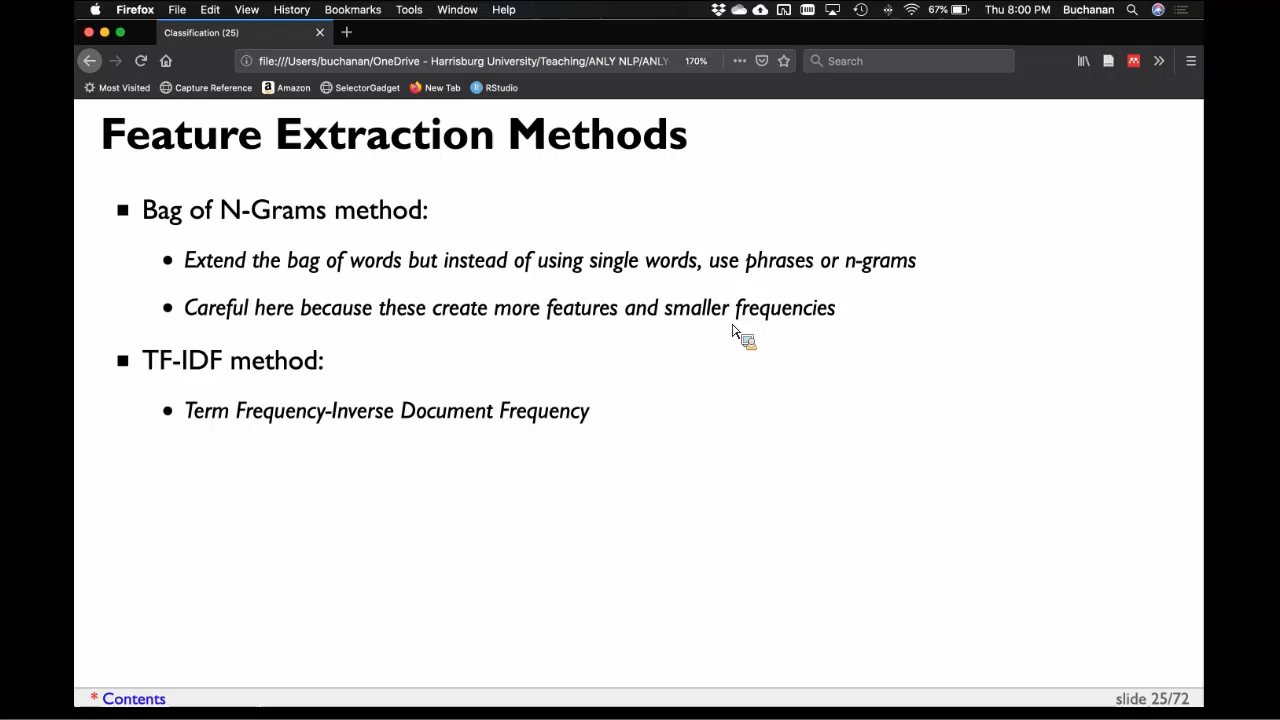 Firefox File Edit View History Bookmarks Tools Window Help 67% Thu 8:00 PM Buchanan
Classification (25)
file:///Users/buchanan/OneDrive - Harrisburg University/Teaching/ANLY NLP/ANLY 170% Search
Most Visited Capture Reference Amazon SelectorGadget New Tab RStudio
Feature Extraction Methods
Bag of N-Grams method:
Extend the bag of words but instead of using single words, use phrases or n-grams
Careful here because these create more features and smaller frequencies
TF-IDF method:
Term Frequency-Inverse Document Frequency
* Contents slide 25/72